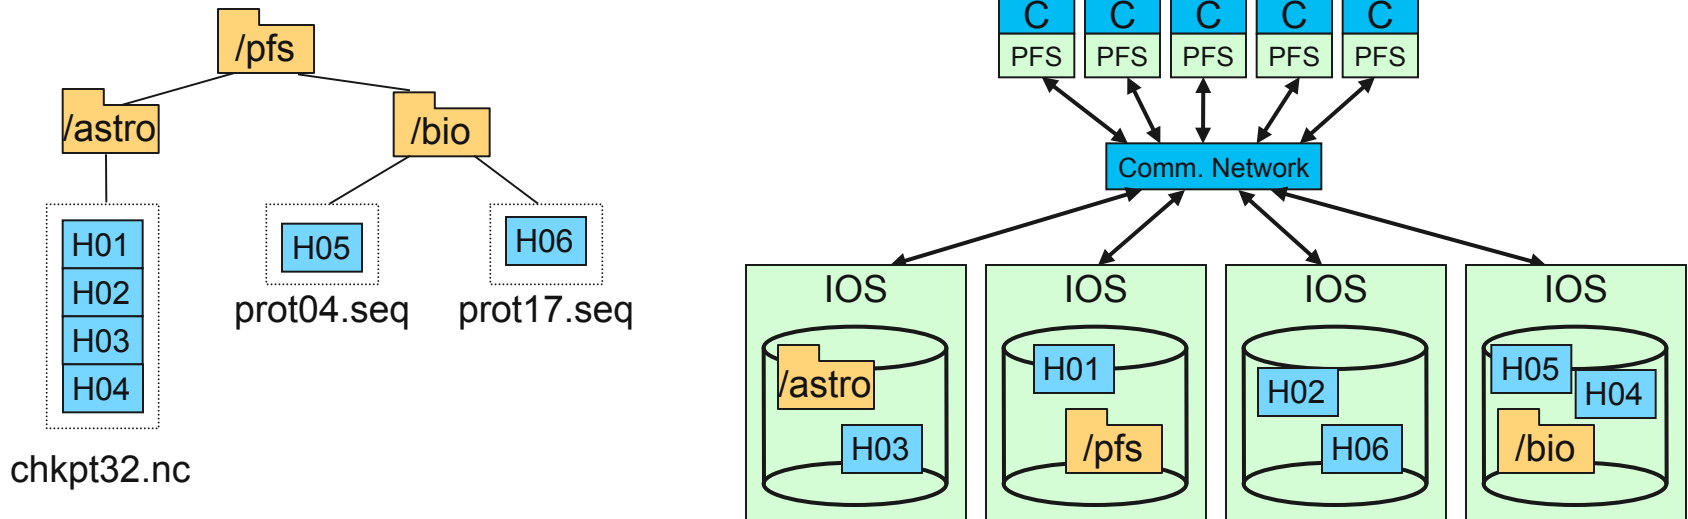 /pfs
/astro
/bio
H01
H02
H03
H04
chkpt32.nc
H05
prot04.seq
H06
prot17.seq
C C C C C
PFS PFS PFS PFS PFS
Comm. Network
IOS IOS IOS IOS
/astro
H03
H01
/pfs
H02
H06
H05
H04
/bio